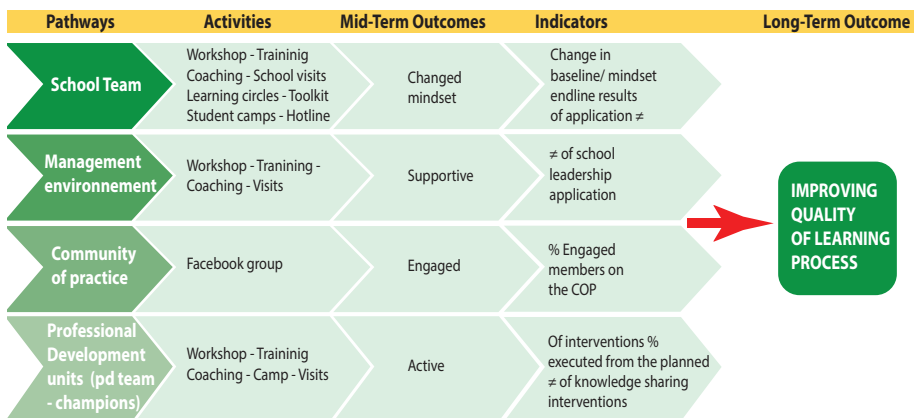 Pathways Activities Mid-Term Outcomes Indicators Long-Term Outcome
School Team
Workshop - Traininig
Coaching - School visits
Learning circles - Toolkit
Student camps - Hotline
Changed
mindset
Change in
baseline/ mindset
endline results
of application ≠
Management
environnement
Workshop - Tranining -
Coaching - Visits
Supportive
≠ of school
leadership
application
Community
of practice
Facebook group
Engaged
% Engaged
members on
the COP
Professional
Development
units (pd team
- champions)
Workshop - Traininig
Coaching - Camp - Visits
Active
Of interventions %
executed from the planned
≠ of knowledge sharing
interventions
IMPROVING
QUALITY
OF LEARNING
PROCESS